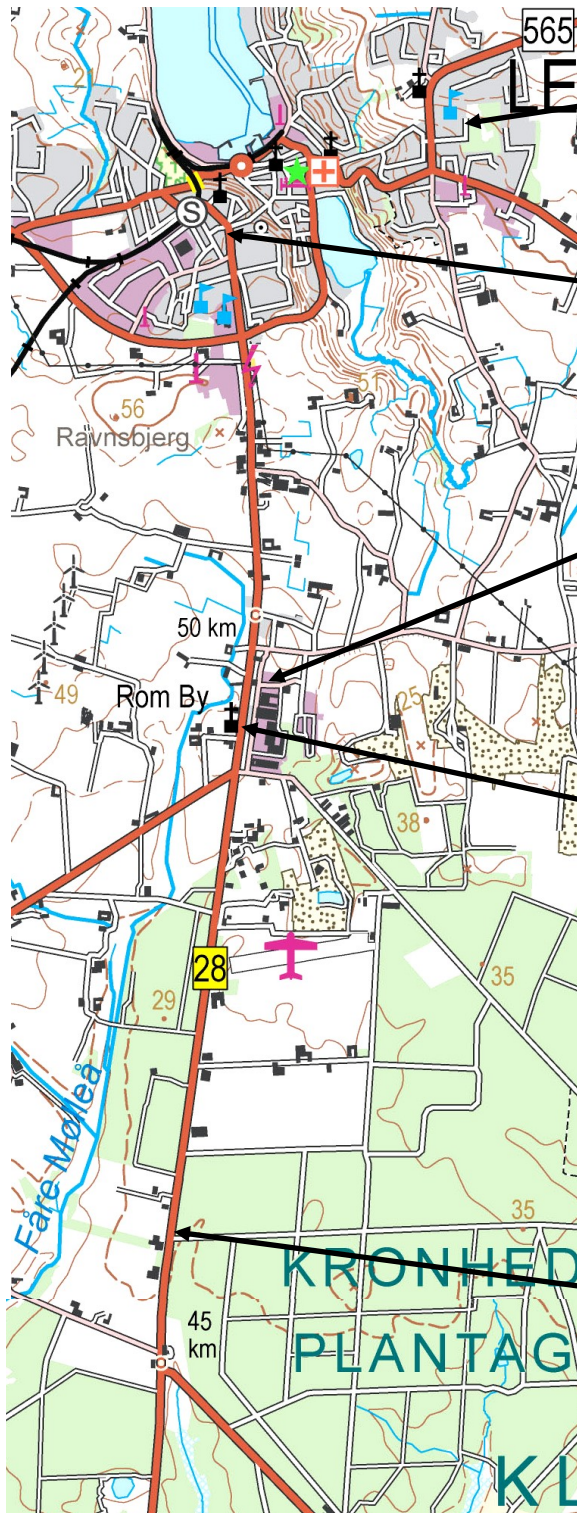 565
LE
21
S
51
56
Ravnsbjerg
50 km
49
Rom By
25
38
28
35
29
Fåre Mølleå
35
KRONHED
45
km
PLANTAG
KL